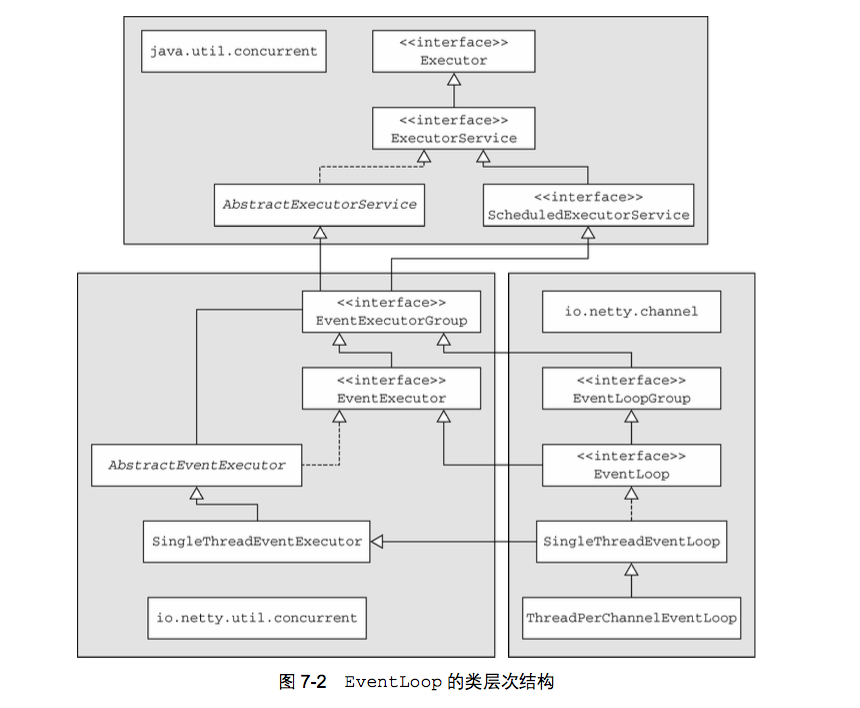 java.util.concurrent
<<interface>>
Executor
<<interface>>
ExecutorService
AbstractExecutorService
<<interface>>
ScheduledExecutorService
<<interface>>
EventExecutorGroup
io.netty.channel
<<interface>>
EventExecutor
<<interface>>
EventLoopGroup
AbstractEventExecutor
<<interface>>
EventLoop
SingleThreadEventExecutor
SingleThreadEventLoop
io.netty.util.concurrent
ThreadPerChannelEventLoop
图 7-2 EventLoop 的类层次结构